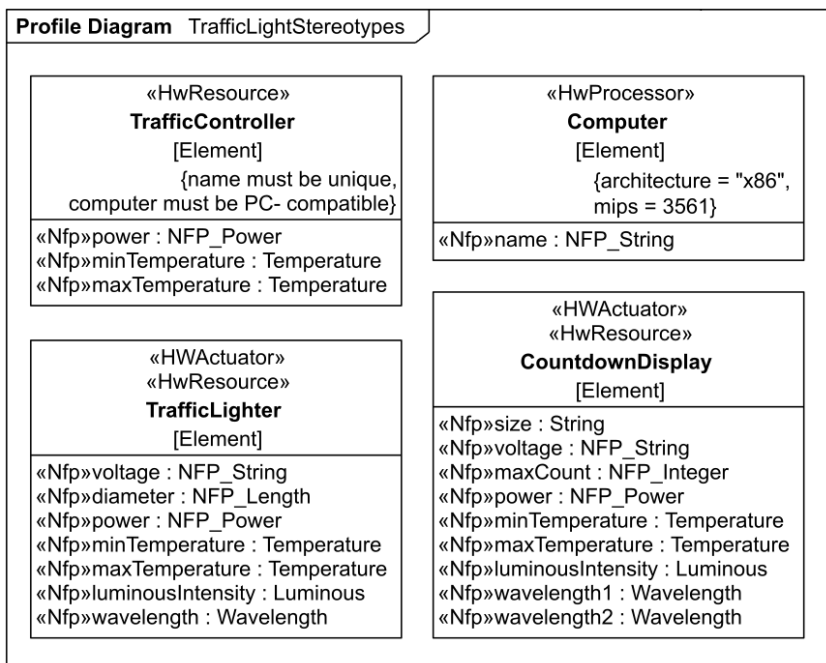 Profile Diagram TrafficLightStereotypes
«HwResource»
TrafficController
[Element]
{name must be unique,
computer must be PC- compatible}
«Nfp»power : NFP_Power
«Nfp»minTemperature : Temperature
«Nfp»maxTemperature : Temperature
«HwProcessor»
Computer
[Element]
{architecture = "x86",
mips = 3561}
«Nfp»name : NFP_String
«HWActuator»
«HwResource»
TrafficLighter
[Element]
«Nfp»voltage : NFP_String
«Nfp»diameter : NFP_Length
«Nfp»power : NFP_Power
«Nfp»minTemperature : Temperature
«Nfp»maxTemperature : Temperature
«Nfp»luminousIntensity : Luminous
«Nfp»wavelength : Wavelength
«HWActuator»
«HwResource»
CountdownDisplay
[Element]
«Nfp»size : String
«Nfp»voltage : NFP_String
«Nfp»maxCount : NFP_Integer
«Nfp»power : NFP_Power
«Nfp»minTemperature : Temperature
«Nfp»maxTemperature : Temperature
«Nfp»luminousIntensity : Luminous
«Nfp»wavelength1 : Wavelength
«Nfp»wavelength2 : Wavelength